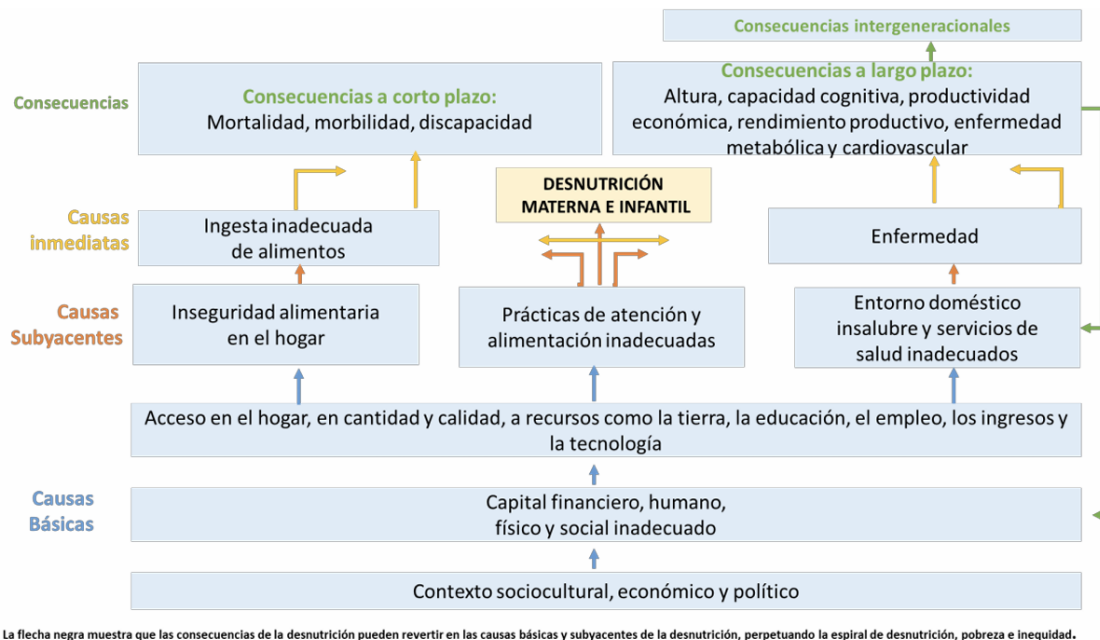 Consecuencias intergeneracionales
Consecuencias
Consecuencias a corto plazo:
Mortalidad, morbilidad, discapacidad
Consecuencias a largo plazo:
Altura, capacidad cognitiva, productividad
económica, rendimiento productivo, enfermedad
metabólica y cardiovascular
DESNUTRICIÓN
MATERNA E INFANTIL
Causas
inmediatas
Ingesta inadecuada
de alimentos
Enfermedad
Causas
Subyacentes
Inseguridad alimentaria
en el hogar
Prácticas de atención y
alimentación inadecuadas
Entorno doméstico
insalubre y servicios de
salud inadecuados
Acceso en el hogar, en cantidad y calidad, a recursos como la tierra, la educación, el empleo, los ingresos y
la tecnología
Causas
Básicas
Capital financiero, humano,
físico y social inadecuado
Contexto sociocultural, económico y político
La flecha negra muestra que las consecuencias de la desnutrición pueden revertir en las causas básicas y subyacentes de la desnutrición, perpetuando la espiral de desnutrición, pobreza e inequidad.